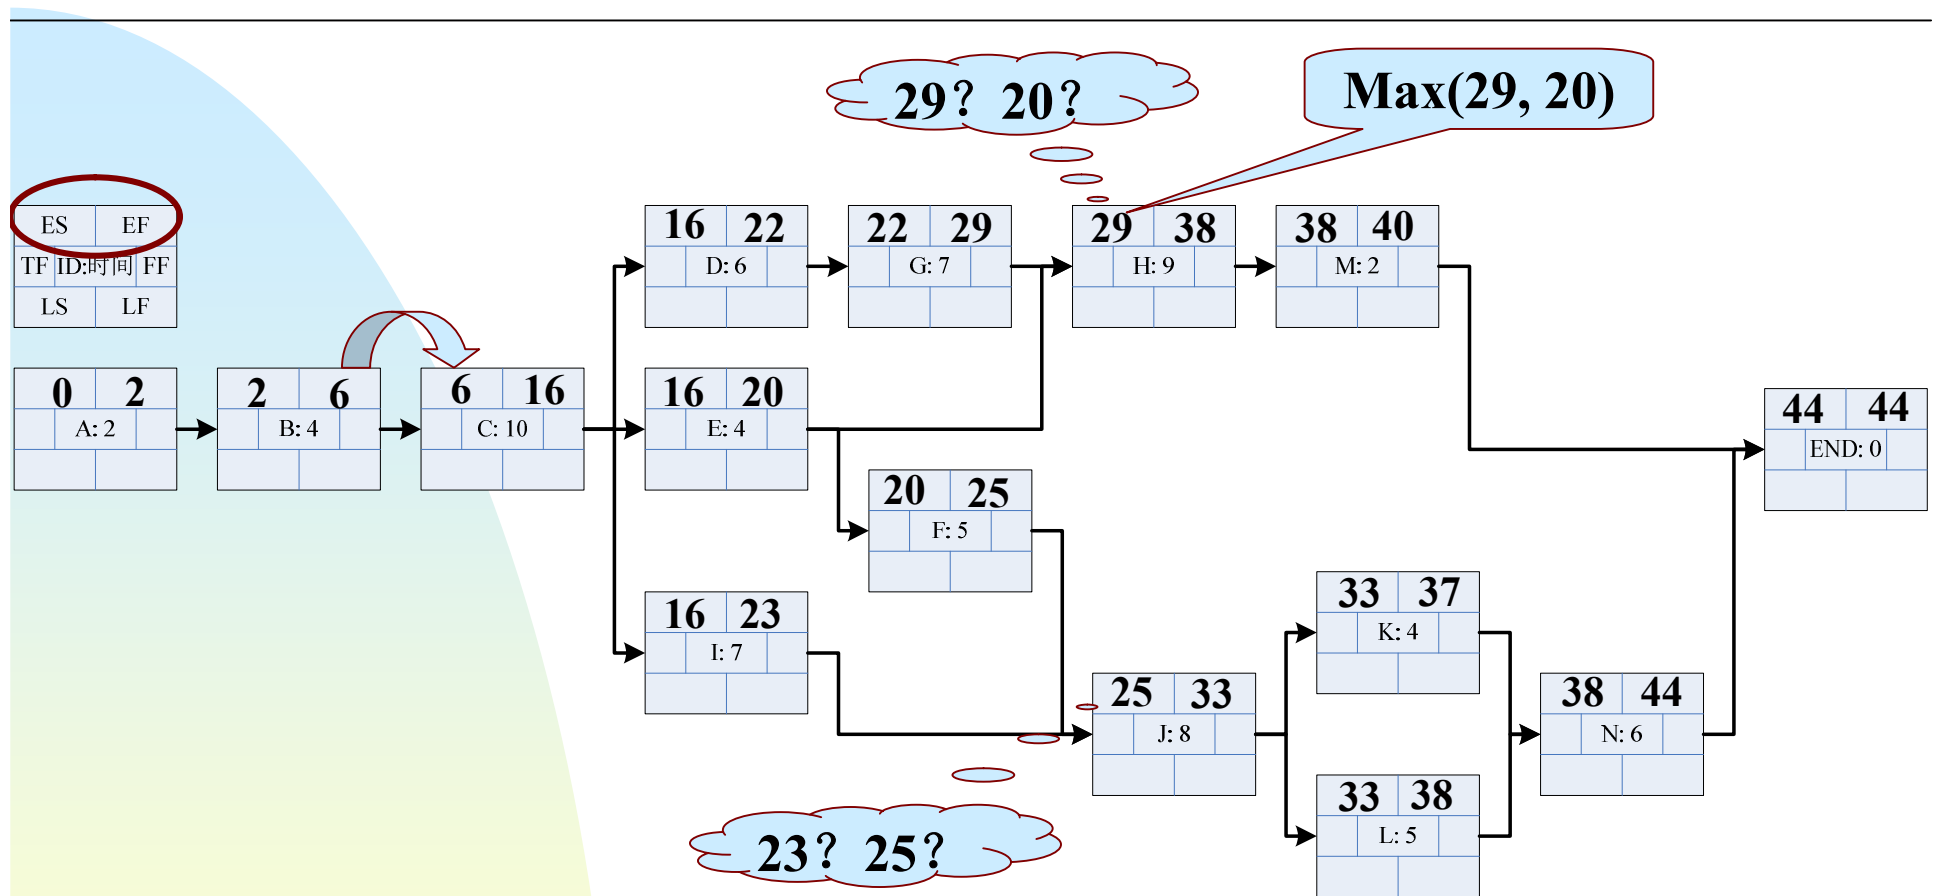 29？ 20？
Max(29, 20)
ES EF
TF ID:时间 FF
LS LF
16 22
D: 6
22 29
G: 7
29 38
H: 9
38 40
M: 2
0 2
A: 2
2 6
B: 4
6 16
C: 10
16 20
E: 4
44 44
END: 0
20 25
F: 5
16 23
I: 7
33 37
K: 4
25 33
J: 8
38 44
N: 6
33 38
L: 5
23？ 25？